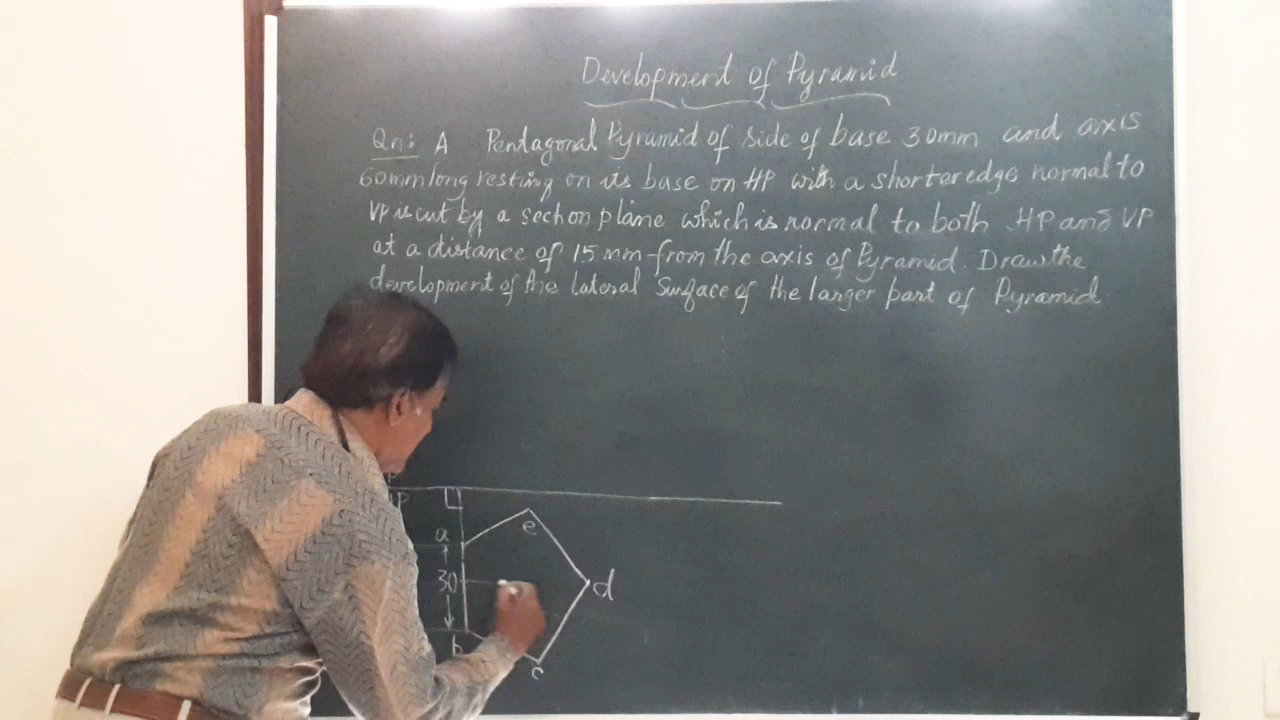 Development of Pyramid
Qn: A Pentagonal Pyramid of side of base 30mm and axis
60mm long resting on its base on HP with a shorter edge normal to
VP is cut by a section plane which is normal to both HP and VP
at a distance of 15 mm from the axis of Pyramid. Draw the
development of the lateral Surface of the larger part of Pyramid.
a
e
30
d
b
c